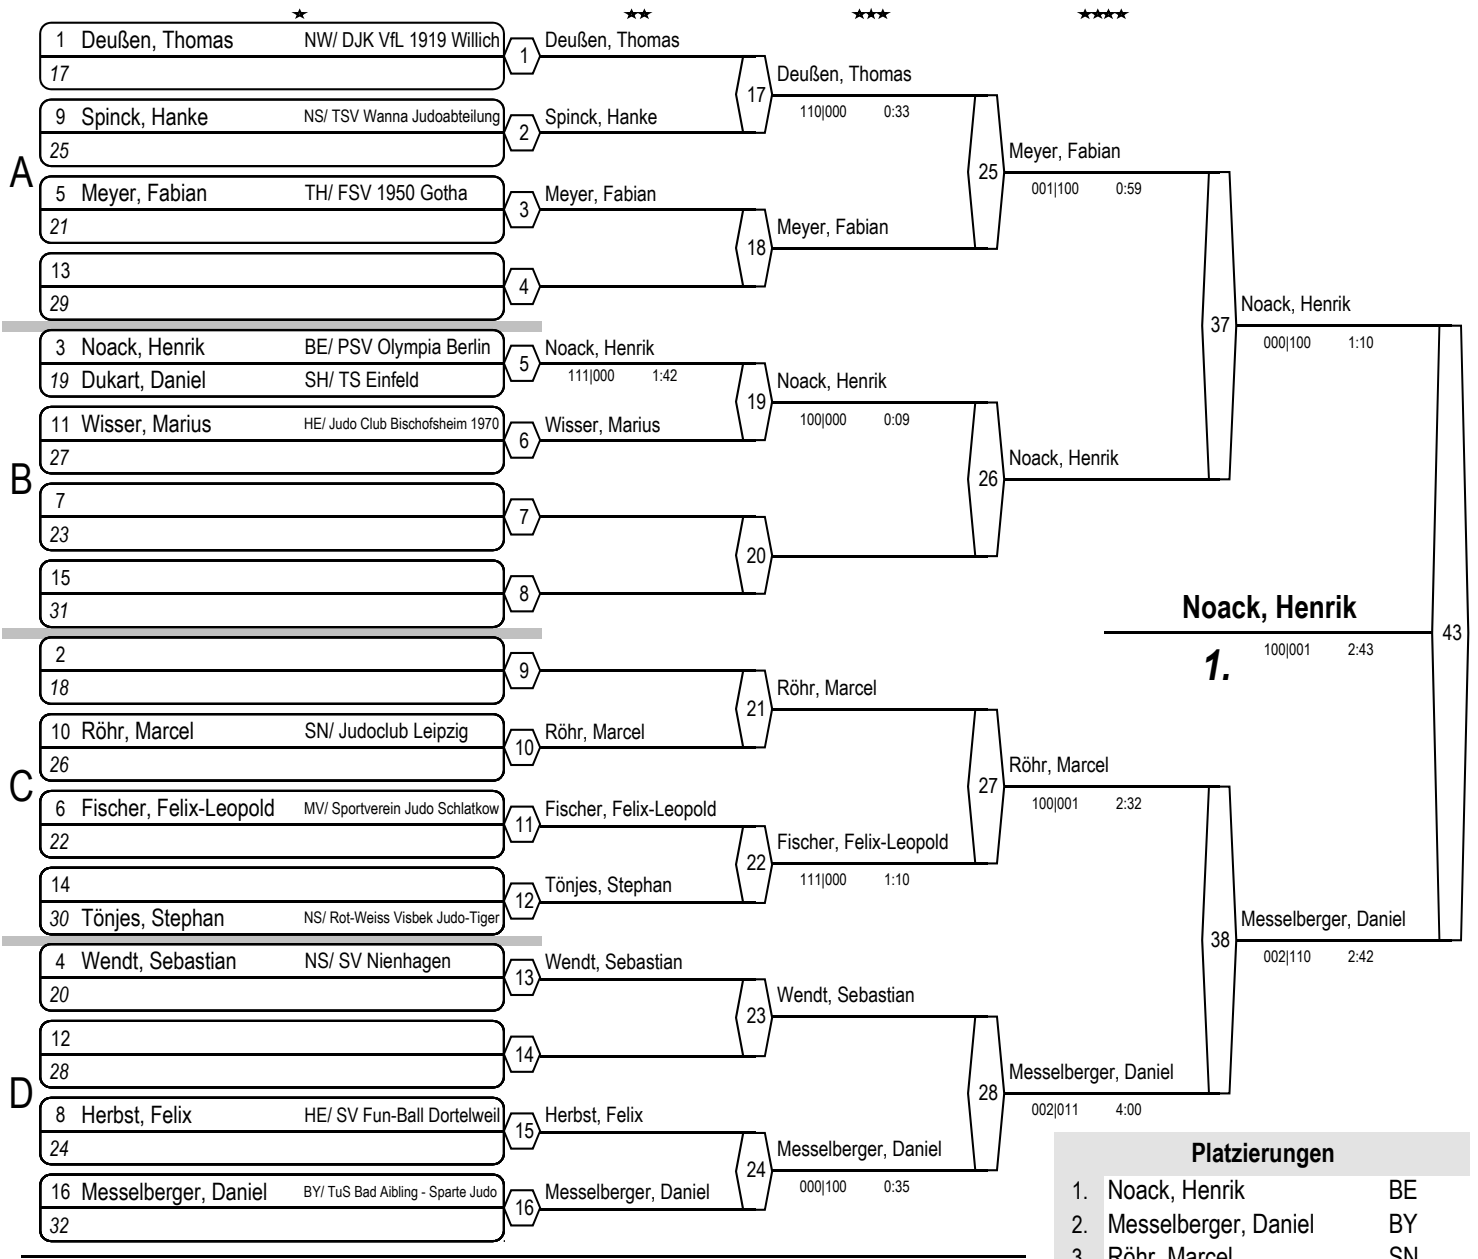 ★ ★★ ★★★ ★★★★
1 Deußen, Thomas NW/ DJK VfL 1919 Willich
17
1
Deußen, Thomas
9 Spinck, Hanke NS/ TSV Wanna Judoabteilung
25
2
Spinck, Hanke
17
Deußen, Thomas
110|000 0:33
A
5 Meyer, Fabian TH/ FSV 1950 Gotha
21
3
Meyer, Fabian
13
29
4
18
Meyer, Fabian
25
Meyer, Fabian
001|100 0:59
3 Noack, Henrik BE/ PSV Olympia Berlin
19 Dukart, Daniel SH/ TS Einfeld
5
Noack, Henrik
111|000 1:42
11 Wisser, Marius HE/ Judo Club Bischofsheim 1970
27
6
Wisser, Marius
19
Noack, Henrik
100|000 0:09
B
7
23
7
15
31
8
20
26
Noack, Henrik
37
Noack, Henrik
000|100 1:10
2
18
9
10 Röhr, Marcel SN/ Judoclub Leipzig
26
10
Röhr, Marcel
21
Röhr, Marcel
C
6 Fischer, Felix-Leopold MV/ Sportverein Judo Schlatkow
22
11
Fischer, Felix-Leopold
14
30 Tönjes, Stephan NS/ Rot-Weiss Visbek Judo-Tiger
12
Tönjes, Stephan
22
Fischer, Felix-Leopold
111|000 1:10
27
Röhr, Marcel
100|001 2:32
4 Wendt, Sebastian NS/ SV Nienhagen
20
13
Wendt, Sebastian
12
28
14
23
Wendt, Sebastian
D
8 Herbst, Felix HE/ SV Fun-Ball Dortelweil
24
15
Herbst, Felix
16 Messelberger, Daniel BY/ TuS Bad Aibling - Sparte Judo
32
16
Messelberger, Daniel
24
Messelberger, Daniel
000|100 0:35
28
Messelberger, Daniel
002|011 4:00
38
Messelberger, Daniel
002|110 2:42
43
Noack, Henrik
1.
100|001 2:43
Platzierungen
1. Noack, Henrik BE
2. Messelberger, Daniel BY
3. Röhr, Marcel SN